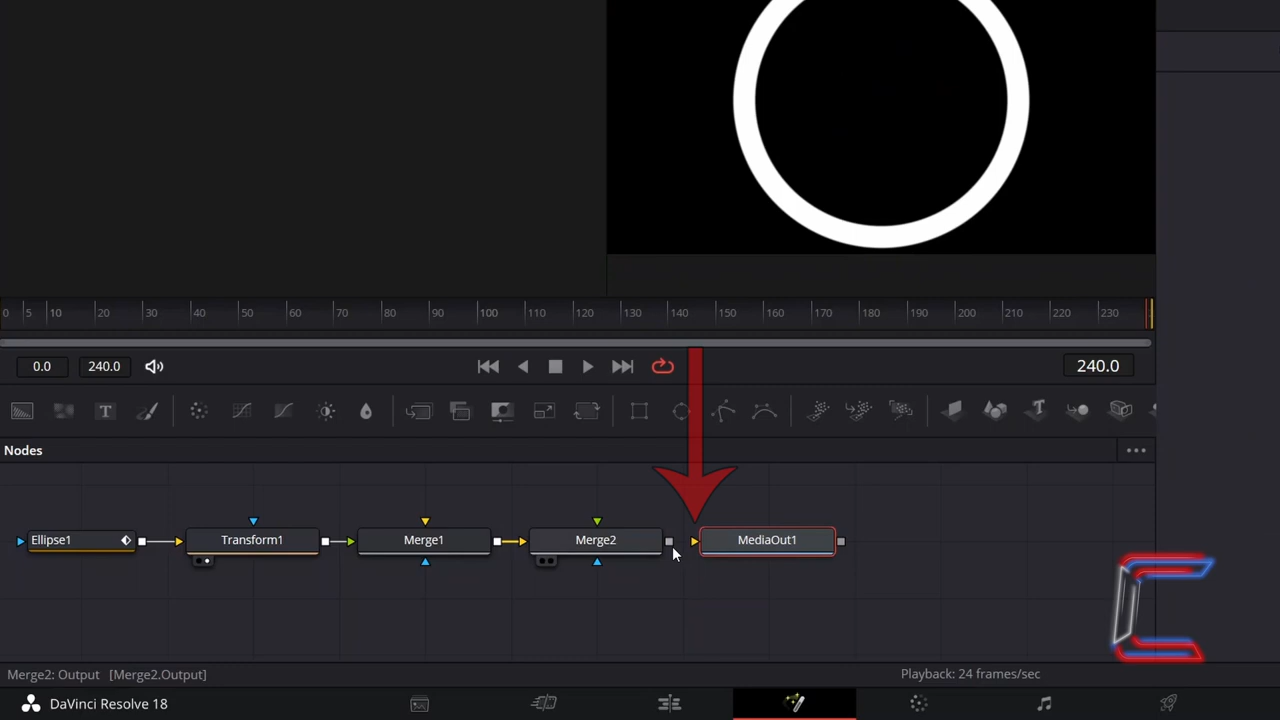 0 5 10 20 30 40 50 60 70 80 90 100 110 120 130 140 150 160 170 180 190 200 210 220 230
0.0 240.0 240.0
T
Nodes
Ellipse1 Transform1 Merge1 Merge2 MediaOut1
Merge2: Output [Merge2.Output] Playback: 24 frames/sec
DaVinci Resolve 18